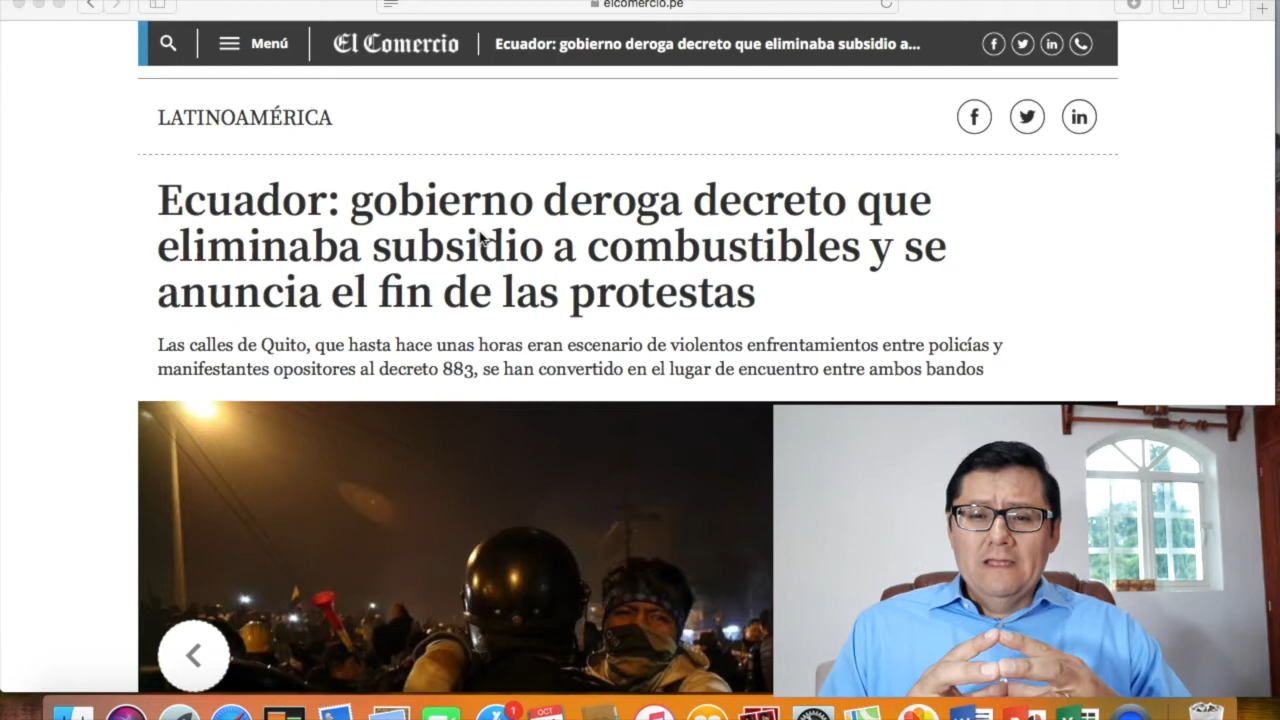 elcomercio.pe
Menú
El Comercio
Ecuador: gobierno deroga decreto que eliminaba subsidio a...
LATINOAMÉRICA
Ecuador: gobierno deroga decreto que
eliminaba subsidio a combustibles y se
anuncia el fin de las protestas
Las calles de Quito, que hasta hace unas horas eran escenario de violentos enfrentamientos entre policías y
manifestantes opositores al decreto 883, se han convertido en el lugar de encuentro entre ambos bandos
1
OCT